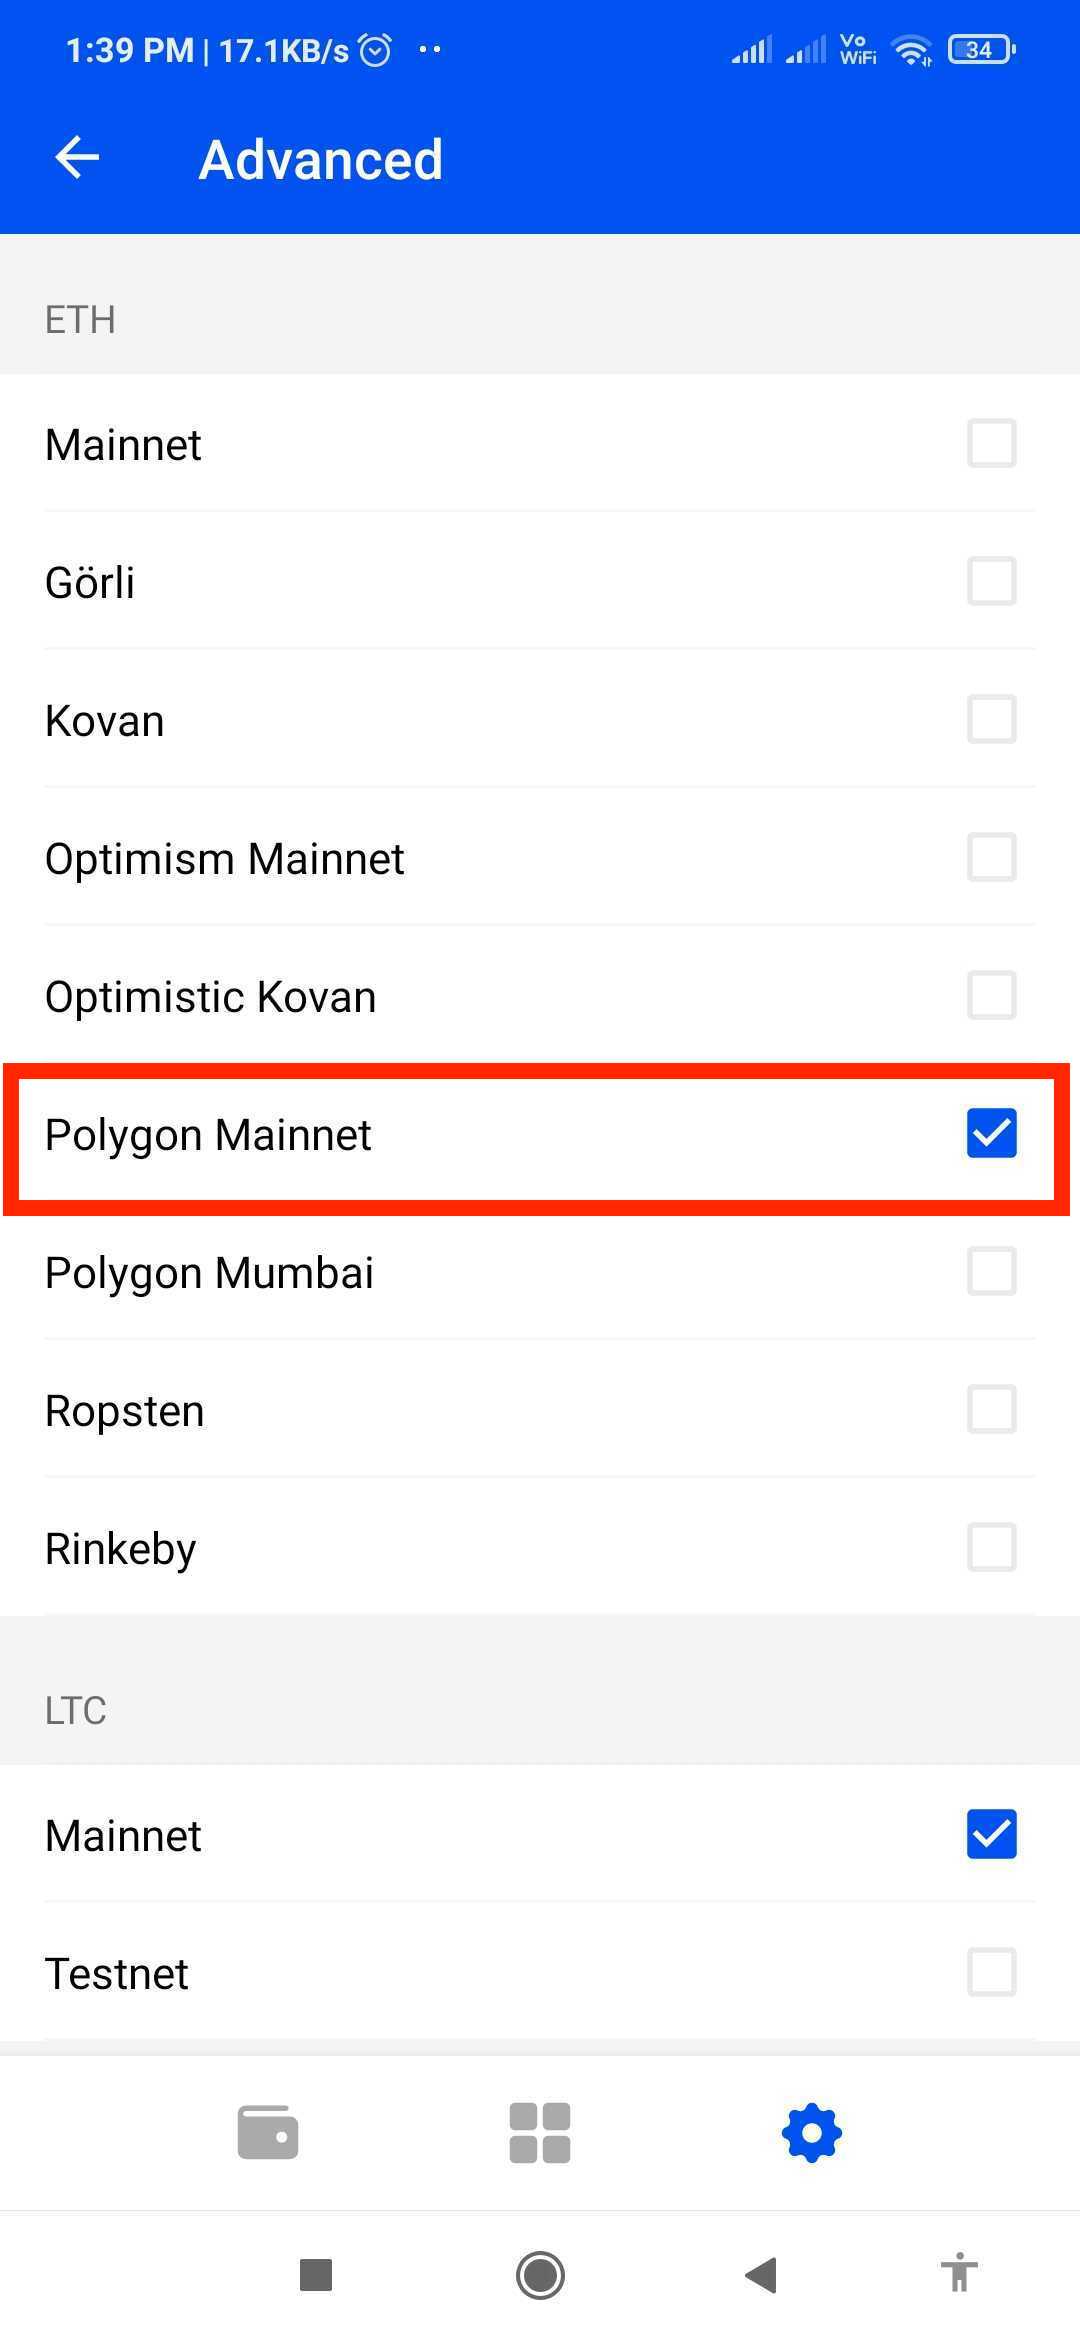 1:39 PM | 17.1KB/s ··
Vo WiFi 34
Advanced
ETH
Mainnet
Görli
Kovan
Optimism Mainnet
Optimistic Kovan
Polygon Mainnet
Polygon Mumbai
Ropsten
Rinkeby
LTC
Mainnet
Testnet